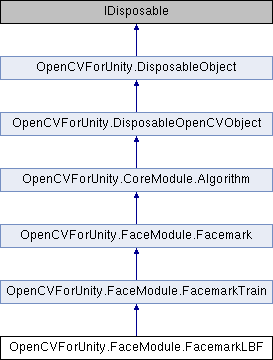 IDisposable
OpenCVForUnity.DisposableObject
OpenCVForUnity.DisposableOpenCVObject
OpenCVForUnity.CoreModule.Algorithm
OpenCVForUnity.FaceModule.Facemark
OpenCVForUnity.FaceModule.FacemarkTrain
OpenCVForUnity.FaceModule.FacemarkLBF